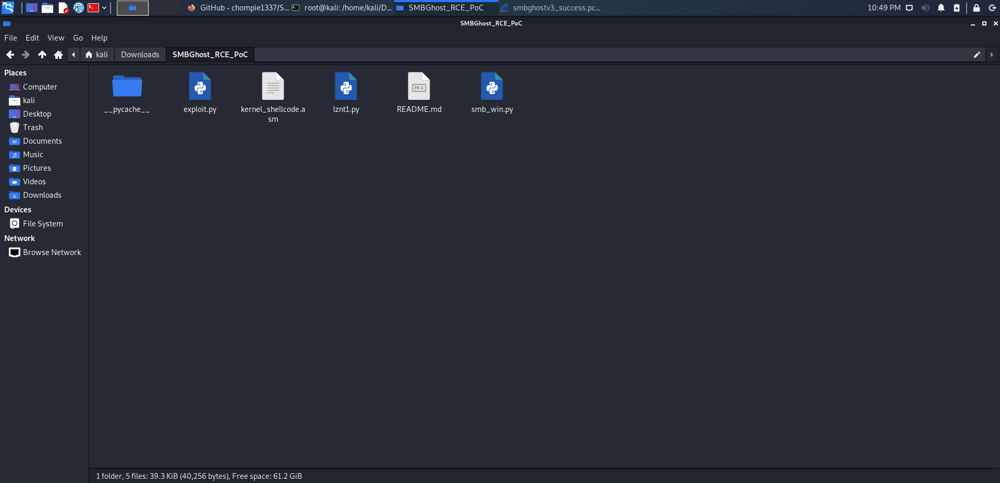 GitHub - chompie1337/S...
root@kali: /home/kali/D...
SMBGhost_RCE_PoC
smbghostv3_success.pc...
10:49 PM
SMBGhost_RCE_PoC
File Edit View Go Help
kali Downloads SMBGhost_RCE_PoC
Places
Computer
kali
Desktop
Trash
Documents
Music
Pictures
Videos
Downloads
Devices
File System
Network
Browse Network
__pycache__
exploit.py
kernel_shellcode.a
sm
lznt1.py
README.md
smb_win.py
1 folder, 5 files: 39.3 KiB (40,256 bytes), Free space: 61.2 GiB